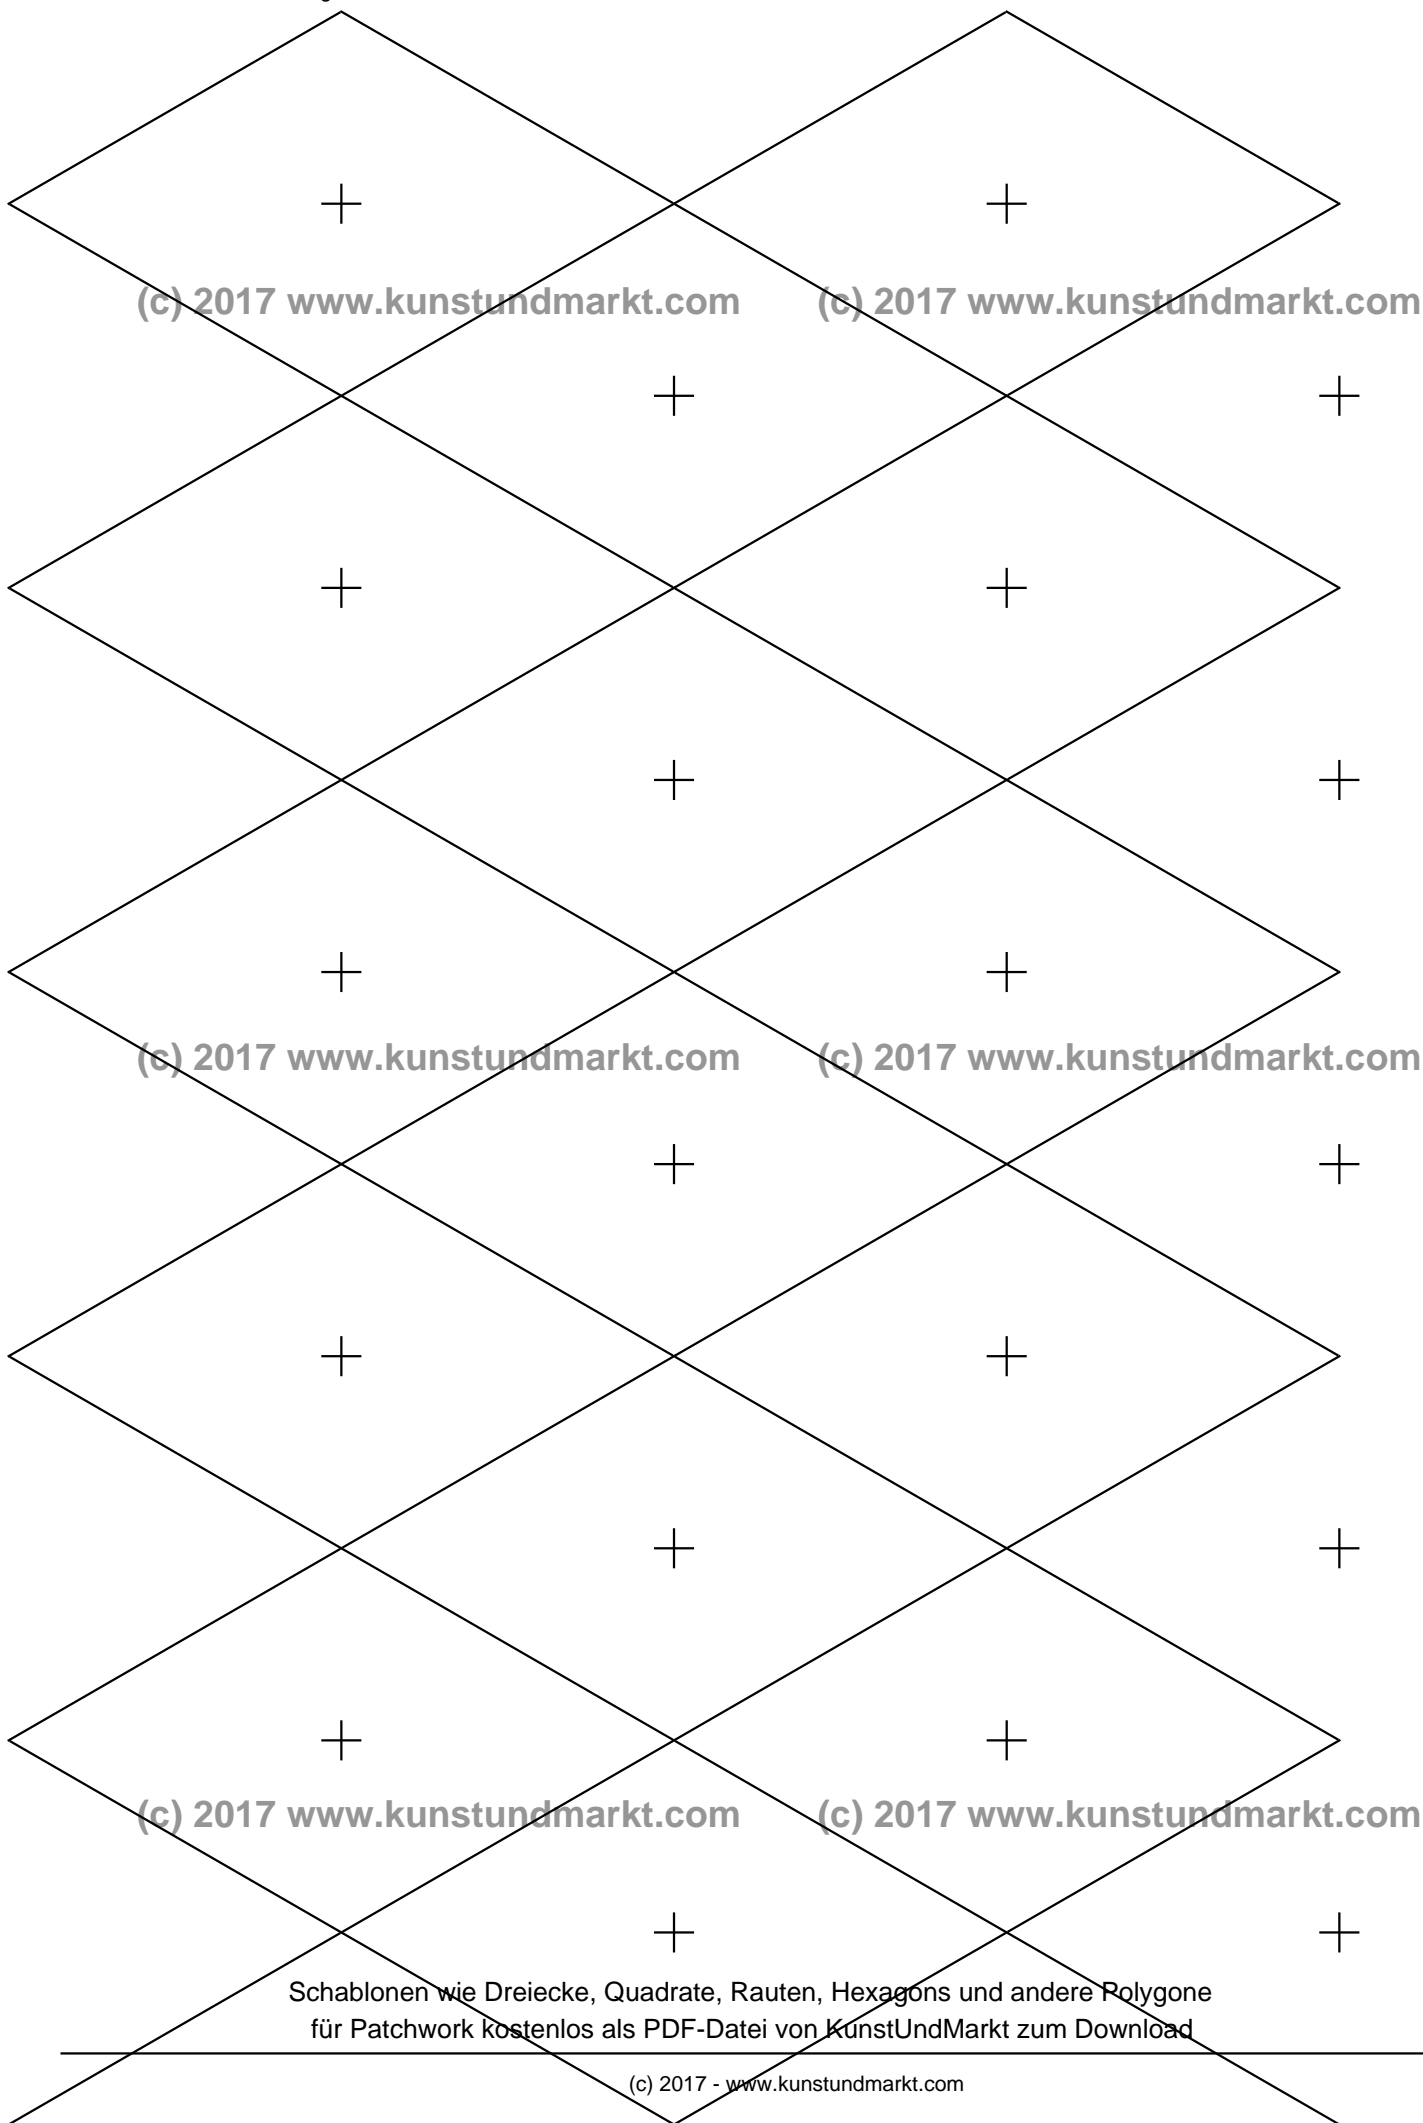 (c) 2017 www.kunstundmarkt.com (c) 2017 www.kunstundmarkt.com
(c) 2017 www.kunstundmarkt.com (c) 2017 www.kunstundmarkt.com
(c) 2017 www.kunstundmarkt.com (c) 2017 www.kunstundmarkt.com
Schablonen wie Dreiecke, Quadrate, Rauten, Hexagons und andere Polygone
für Patchwork kostenlos als PDF-Datei von KunstUndMarkt zum Download
(c) 2017 - www.kunstundmarkt.com